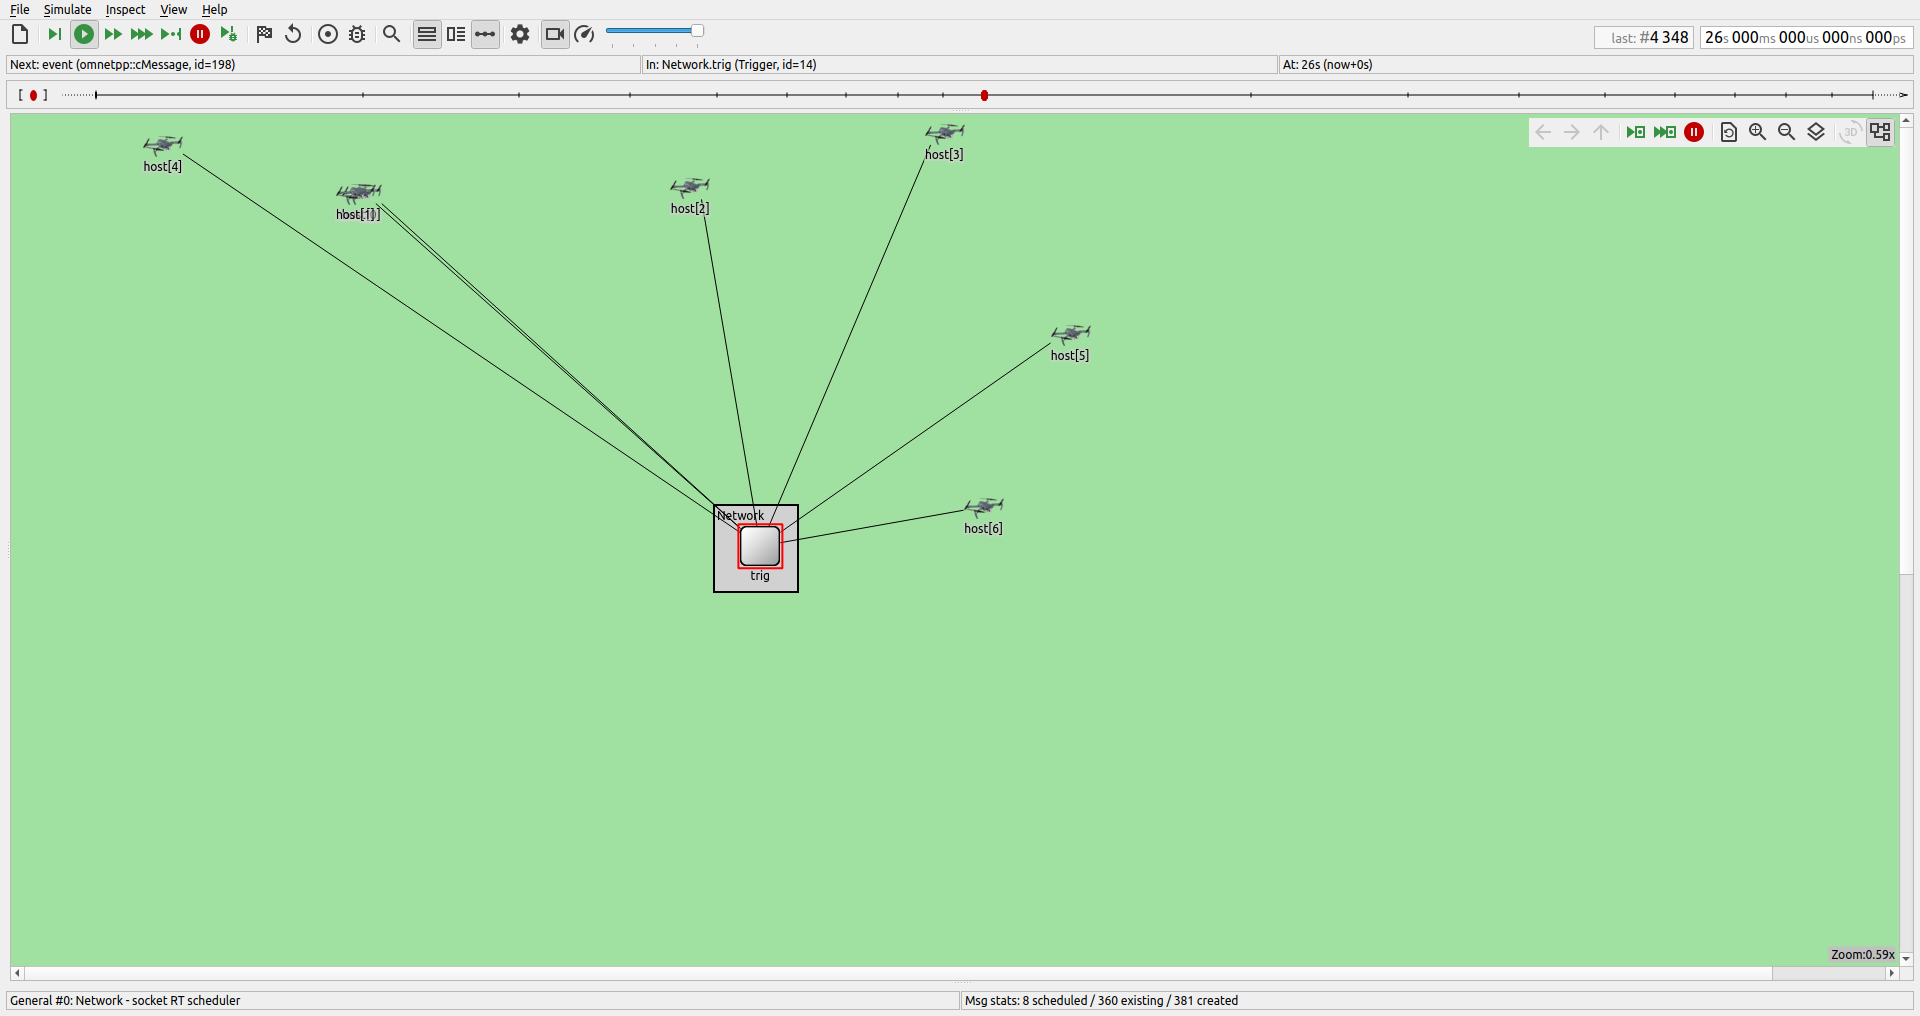 File Simulate Inspect View Help
last: #4 348 26s 000ms 000us 000ns 000ps
Next: event (omnetpp::cMessage, id=198) In: Network.trig (Trigger, id=14) At: 26s (now+0s)
3D
host[3]
host[4]
host[2]
host[5]
Network
host[6]
trig
Zoom:0.59x
General #0: Network - socket RT scheduler Msg stats: 8 scheduled / 360 existing / 381 created